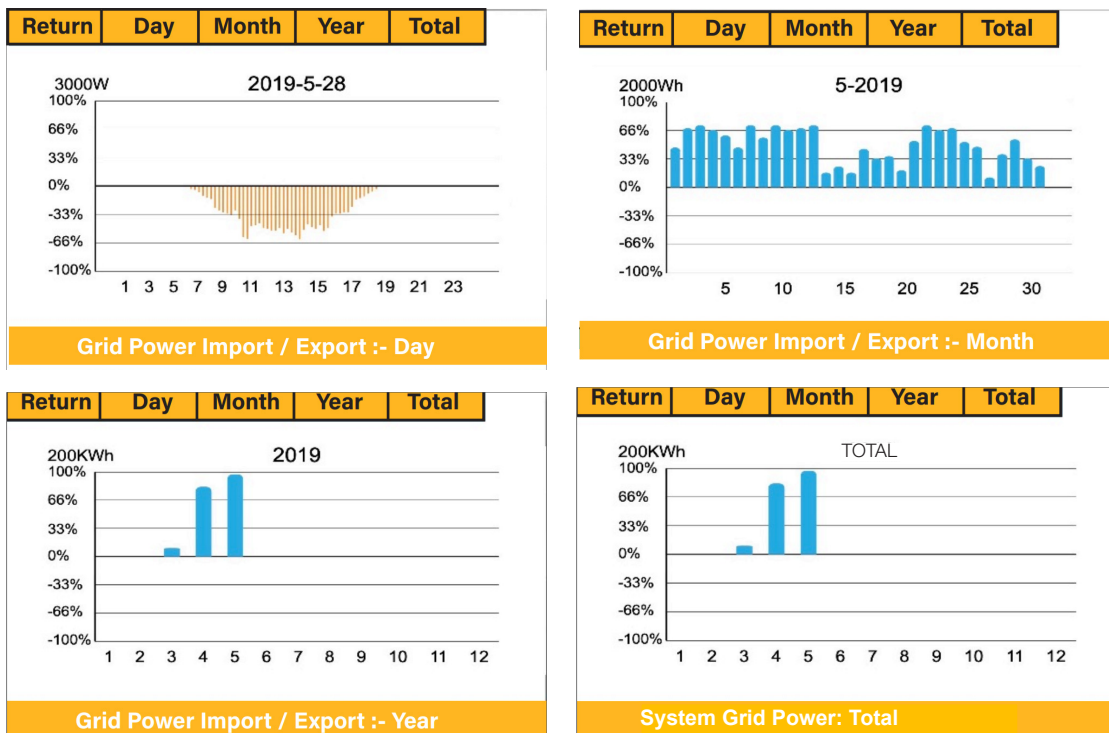 Return Day Month Year Total
3000W 2019-5-28
100%
66%
33%
0%
-33%
-66%
-100%
1 3 5 7 9 11 13 15 17 19 21 23
Grid Power Import / Export :- Day
Return Day Month Year Total
2000Wh 5-2019
100%
66%
33%
0%
-33%
-66%
-100%
5 10 15 20 25 30
Grid Power Import / Export :- Month
Return Day Month Year Total
200KWh 2019
100%
66%
33%
0%
-33%
-66%
-100%
1 2 3 4 5 6 7 8 9 10 11 12
Grid Power Import / Export :- Year
Return Day Month Year Total
200KWh TOTAL
100%
66%
33%
0%
-33%
-66%
-100%
1 2 3 4 5 6 7 8 9 10 11 12
System Grid Power: Total